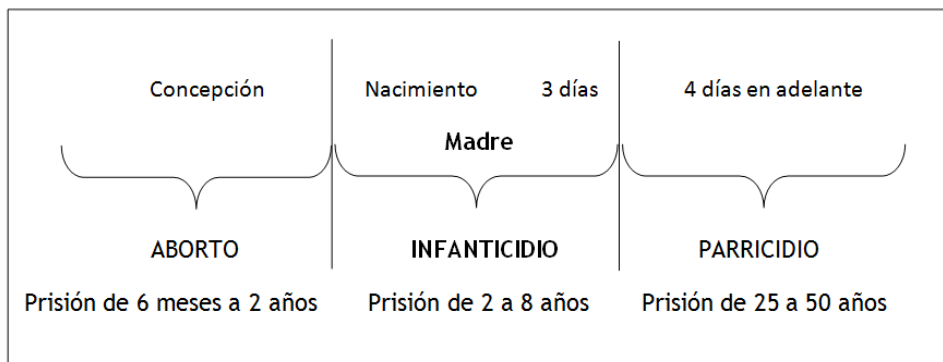 Concepción Nacimiento 3 días 4 días en adelante
Madre
ABORTO INFANTICIDIO PARRICIDIO
Prisión de 6 meses a 2 años Prisión de 2 a 8 años Prisión de 25 a 50 años